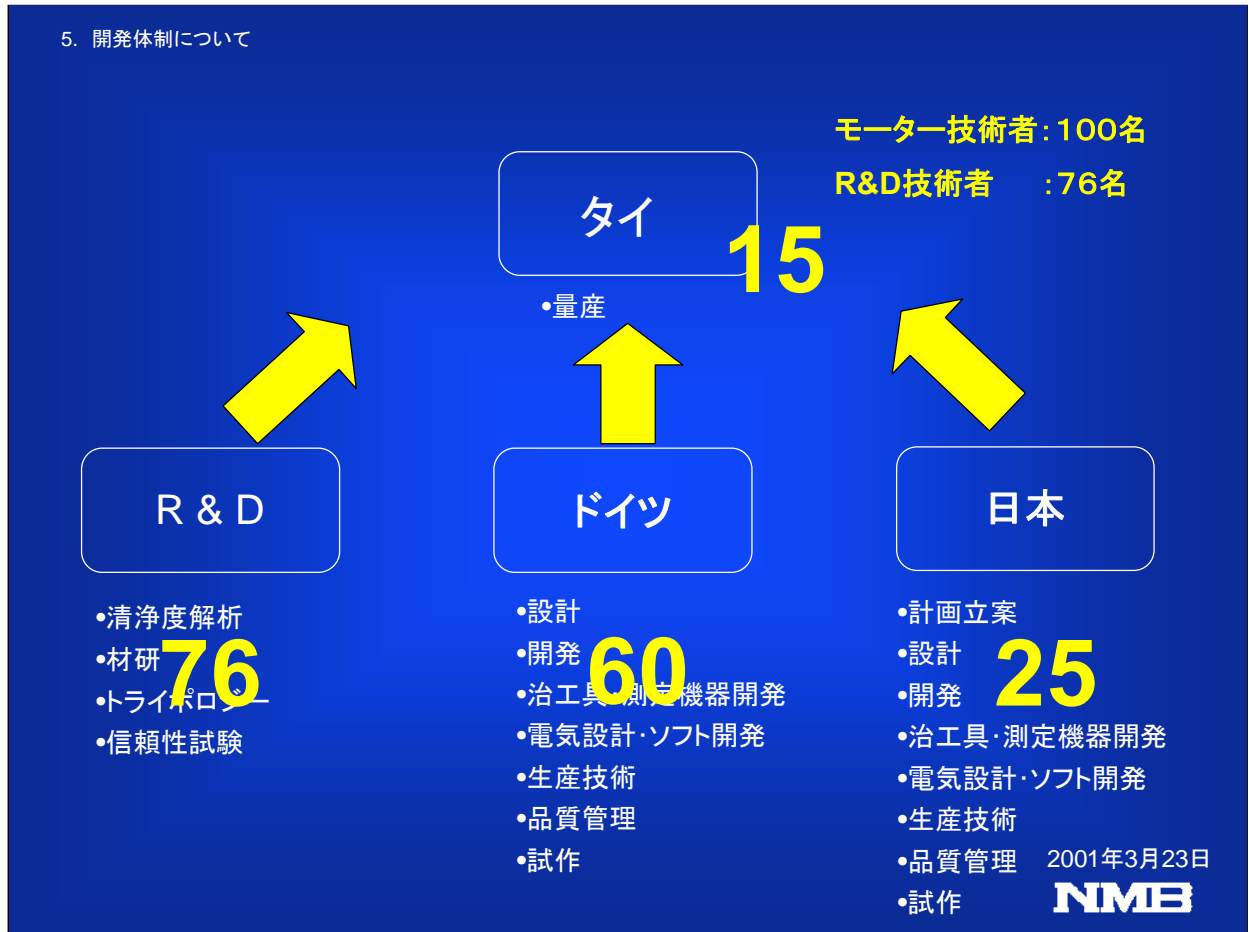 5. 開発体制について
モーター技術者:100名
R&D技術者 :76名
タイ
15
•量産
R & D
•清浄度解析
•材研
•トライボロジー
•信頼性試験
76
ドイツ
•設計
•開発
•治工具・測定機器開発
•電気設計・ソフト開発
•生産技術
•品質管理
•試作
60
日本
•計画立案
•設計
•開発
•治工具・測定機器開発
•電気設計・ソフト開発
•生産技術
•品質管理
•試作
25
2001年3月23日
NMB